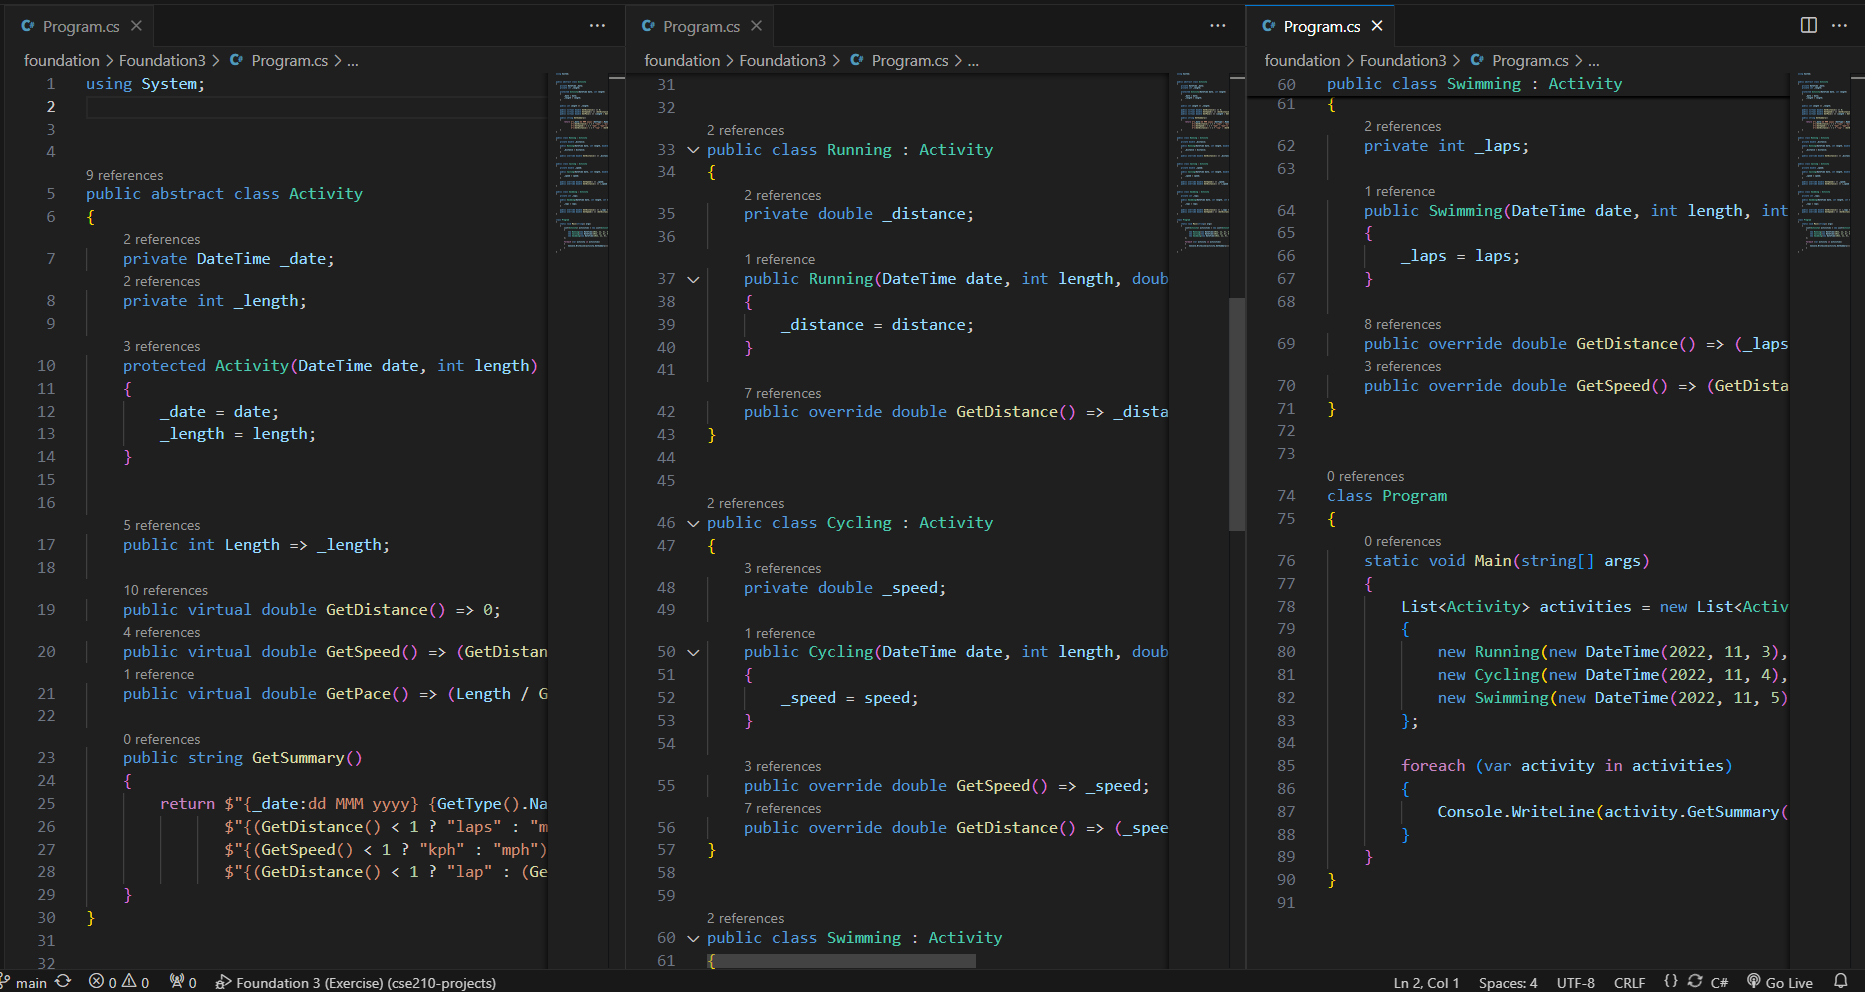 Program.cs
foundation > Foundation3 > Program.cs > ...
1 using System;
2
3
4
9 references
5 public abstract class Activity
6 {
2 references
7 private DateTime _date;
2 references
8 private int _length;
9
3 references
10 protected Activity(DateTime date, int length)
11 {
12 _date = date;
13 _length = length;
14 }
15
16
5 references
17 public int Length => _length;
18
10 references
19 public virtual double GetDistance() => 0;
4 references
20 public virtual double GetSpeed() => (GetDistan
1 reference
21 public virtual double GetPace() => (Length / G
22
0 references
23 public string GetSummary()
24 {
25 return $"{_date:dd MMM yyyy} {GetType().Na
26 $"{(GetDistance() < 1 ? "laps" : "m
27 $"{(GetSpeed() < 1 ? "kph" : "mph")
28 $"{(GetDistance() < 1 ? "lap" : (Ge
29 }
30 }
31
32
Program.cs
foundation > Foundation3 > Program.cs > ...
31
32
2 references
33 public class Running : Activity
34 {
2 references
35 private double _distance;
36
1 reference
37 public Running(DateTime date, int length, doub
38 {
39 _distance = distance;
40 }
41
7 references
42 public override double GetDistance() => _dista
43 }
44
45
2 references
46 public class Cycling : Activity
47 {
3 references
48 private double _speed;
49
1 reference
50 public Cycling(DateTime date, int length, doub
51 {
52 _speed = speed;
53 }
54
3 references
55 public override double GetSpeed() => _speed;
7 references
56 public override double GetDistance() => (_spee
57 }
58
59
2 references
60 public class Swimming : Activity
61 {
Program.cs
foundation > Foundation3 > Program.cs > ...
60 public class Swimming : Activity
61 {
2 references
62 private int _laps;
63
1 reference
64 public Swimming(DateTime date, int length, int
65 {
66 _laps = laps;
67 }
68
8 references
69 public override double GetDistance() => (_laps
3 references
70 public override double GetSpeed() => (GetDista
71 }
72
73
0 references
74 class Program
75 {
0 references
76 static void Main(string[] args)
77 {
78 List<Activity> activities = new List<Activ
79 {
80 new Running(new DateTime(2022, 11, 3),
81 new Cycling(new DateTime(2022, 11, 4),
82 new Swimming(new DateTime(2022, 11, 5)
83 };
84
85 foreach (var activity in activities)
86 {
87 Console.WriteLine(activity.GetSummary(
88 }
89 }
90 }
91
main 0 0 0 Foundation 3 (Exercise) (cse210-projects) Ln 2, Col 1 Spaces: 4 UTF-8 CRLF {} C# Go Live